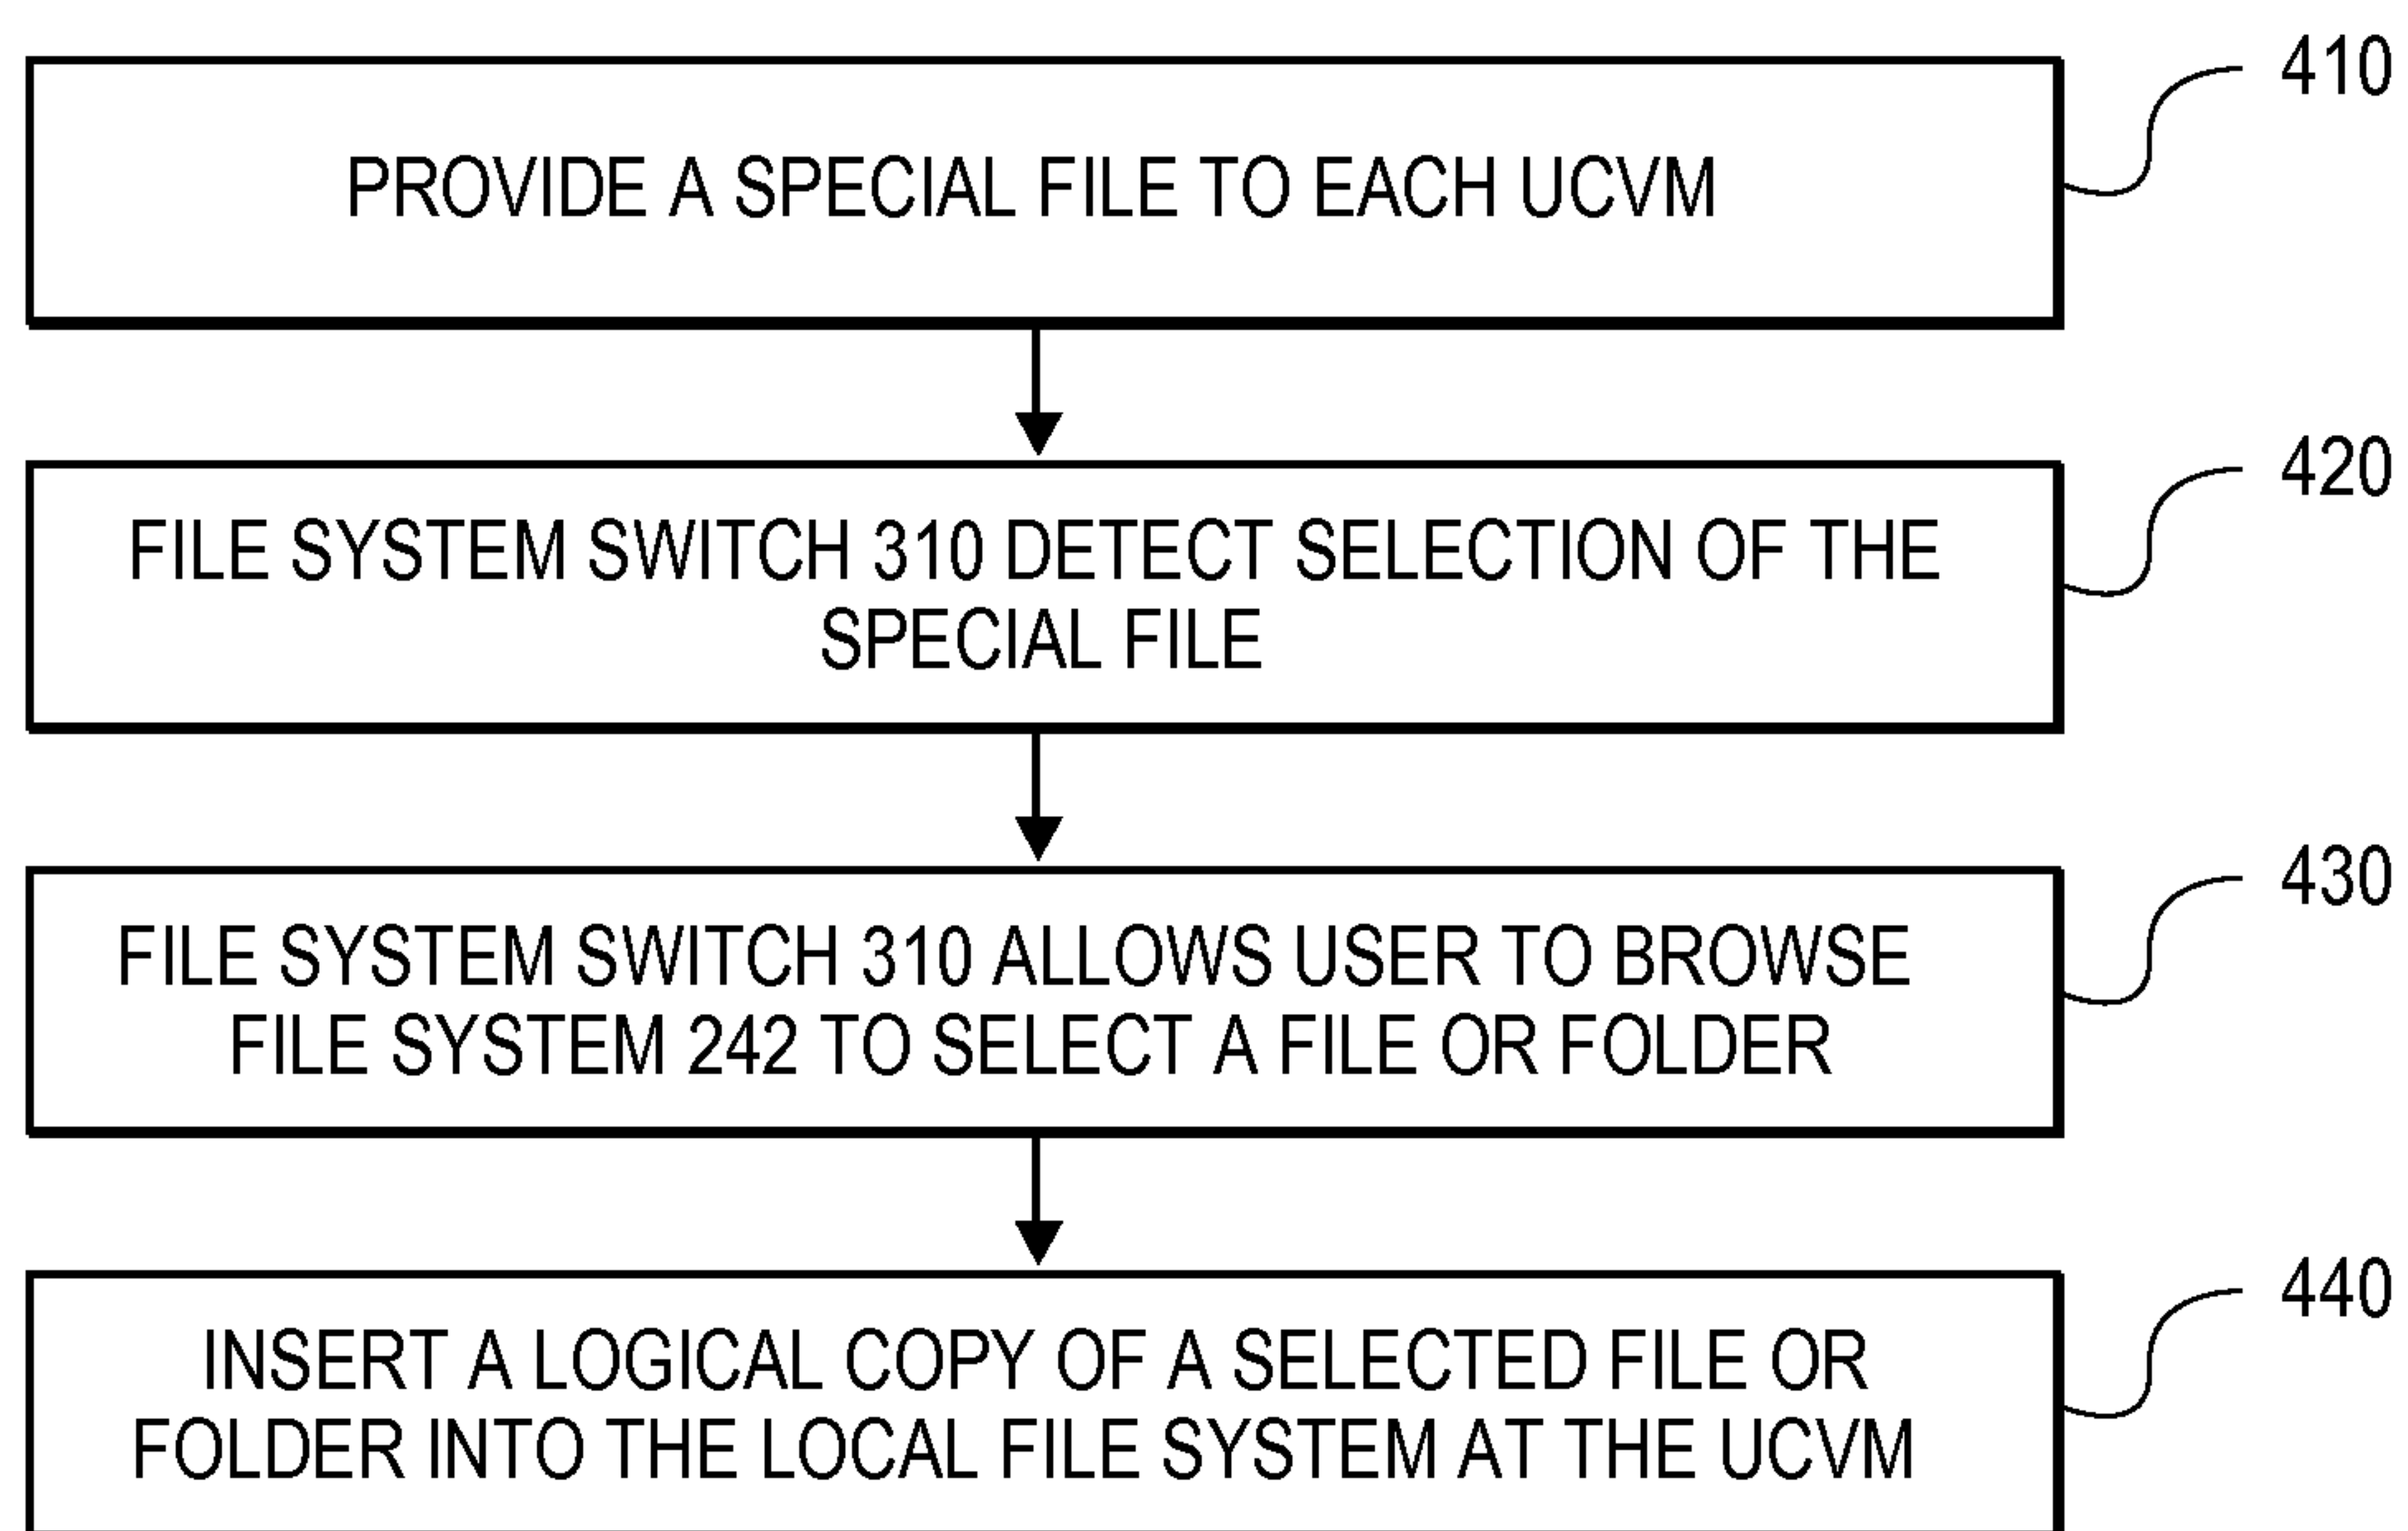 410
PROVIDE A SPECIAL FILE TO EACH UCVM
420
FILE SYSTEM SWITCH 310 DETECT SELECTION OF THE
SPECIAL FILE
430
FILE SYSTEM SWITCH 310 ALLOWS USER TO BROWSE
FILE SYSTEM 242 TO SELECT A FILE OR FOLDER
440
INSERT A LOGICAL COPY OF A SELECTED FILE OR
FOLDER INTO THE LOCAL FILE SYSTEM AT THE UCVM